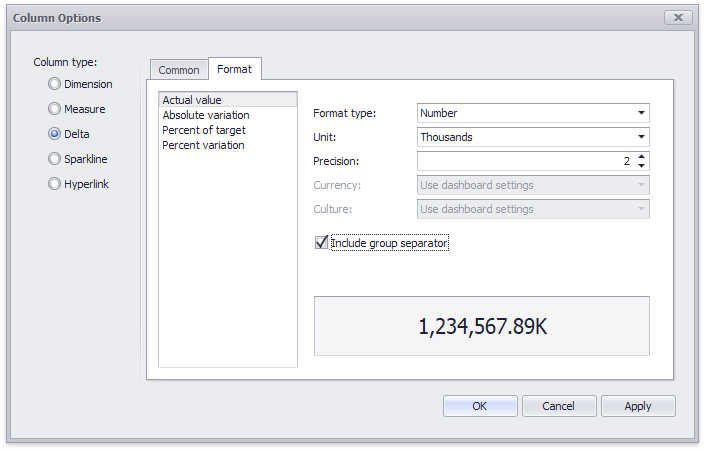 Column Options
Column type:
Dimension
Measure
Delta
Sparkline
Hyperlink
Common
Format
Actual value
Absolute variation
Percent of target
Percent variation
Format type: Number
Unit: Thousands
Precision: 2
Currency: Use dashboard settings
Culture: Use dashboard settings
Include group separator
1,234,567.89K
OK Cancel Apply